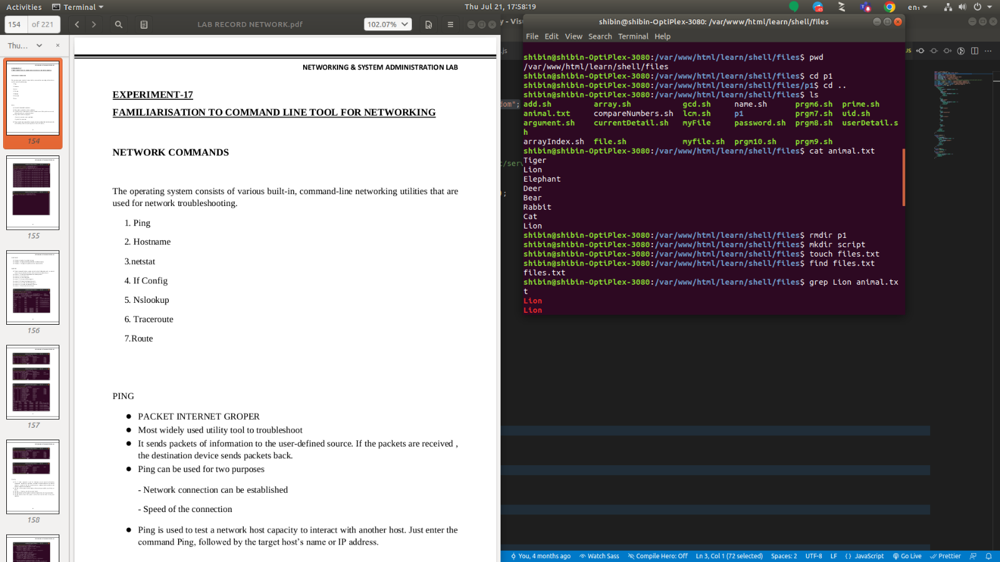 Activities
Terminal
Thu Jul 21, 17:58:19
en₁
154 of 221
LAB RECORD NETWORK.pdf
102.07%
Thu...
154
155
156
157
158
NETWORKING & SYSTEM ADMINISTRATION LAB
EXPERIMENT-17
FAMILIARISATION TO COMMAND LINE TOOL FOR NETWORKING
NETWORK COMMANDS
The operating system consists of various built-in, command-line networking utilities that are
used for network troubleshooting.
1. Ping
2. Hostname
3.netstat
4. If Config
5. Nslookup
6. Traceroute
7.Route
PING
● PACKET INTERNET GROPER
● Most widely used utility tool to troubleshoot
● It sends packets of information to the user-defined source. If the packets are received ,
the destination device sends packets back.
● Ping can be used for two purposes
- Network connection can be established
- Speed of the connection
● Ping is used to test a network host capacity to interact with another host. Just enter the
command Ping, followed by the target host’s name or IP address.
y - Visu
.js
dom";
c/serv
);
JS
shibin@shibin-OptiPlex-3080: /var/www/html/learn/shell/files
File Edit View Search Terminal Help
shibin@shibin-OptiPlex-3080:/var/www/html/learn/shell/files$ pwd
/var/www/html/learn/shell/files
shibin@shibin-OptiPlex-3080:/var/www/html/learn/shell/files$ cd p1
shibin@shibin-OptiPlex-3080:/var/www/html/learn/shell/files/p1$ cd ..
shibin@shibin-OptiPlex-3080:/var/www/html/learn/shell/files$ ls
add.sh array.sh gcd.sh name.sh prgm6.sh prime.sh
animal.txt compareNumbers.sh lcm.sh p1 prgm7.sh uid.sh
argument.sh currentDetail.sh myFile password.sh prgm8.sh userDetail.s
h
arrayIndex.sh file.sh myfile.sh prgm10.sh prgm9.sh
shibin@shibin-OptiPlex-3080:/var/www/html/learn/shell/files$ cat animal.txt
Tiger
Lion
Elephant
Deer
Bear
Rabbit
Cat
Lion
shibin@shibin-OptiPlex-3080:/var/www/html/learn/shell/files$ rmdir p1
shibin@shibin-OptiPlex-3080:/var/www/html/learn/shell/files$ mkdir script
shibin@shibin-OptiPlex-3080:/var/www/html/learn/shell/files$ touch files.txt
shibin@shibin-OptiPlex-3080:/var/www/html/learn/shell/files$ find files.txt
files.txt
shibin@shibin-OptiPlex-3080:/var/www/html/learn/shell/files$ grep Lion animal.tx
t
Lion
Lion
You, 4 months ago Watch Sass Compile Hero: Off Ln 3, Col 1 (72 selected) Spaces: 2 UTF-8 LF {} JavaScript Go Live Prettier